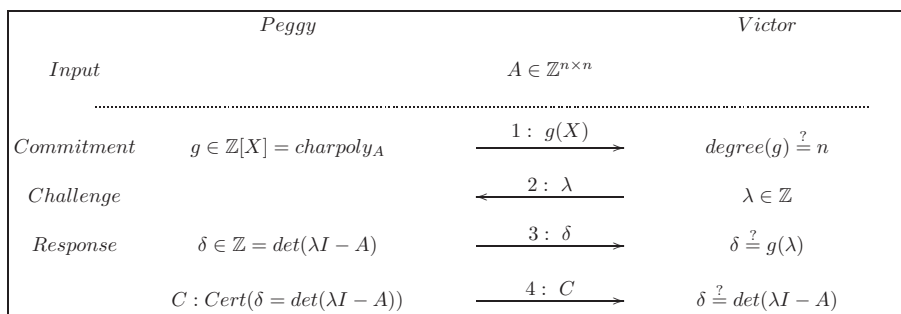 Peggy Victor
Input A ∈ ℤ^{n×n}
Commitment g ∈ ℤ[X] = charpoly_A 1 : g(X) degree(g) ≟ n
Challenge 2 : λ λ ∈ ℤ
Response δ ∈ ℤ = det(λI − A) 3 : δ δ ≟ g(λ)
C : Cert(δ = det(λI − A)) 4 : C δ ≟ det(λI − A)